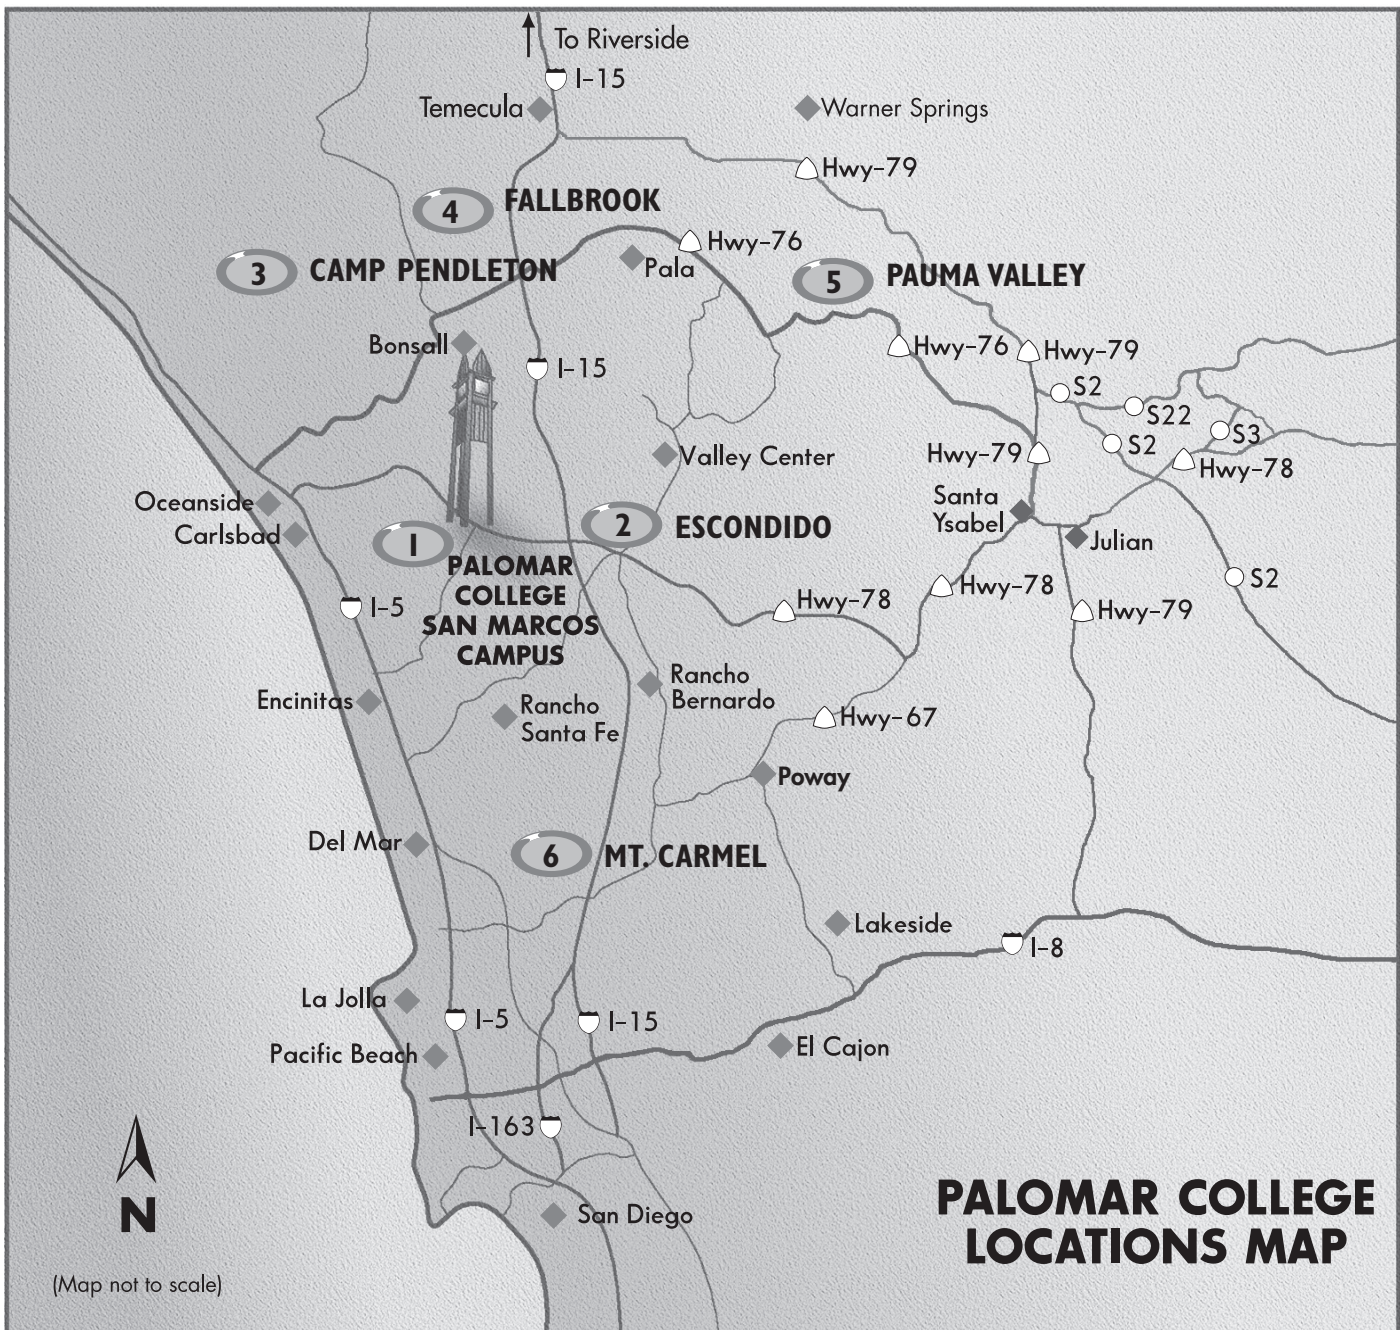 To Riverside
I-15
Temecula
Warner Springs
Hwy-79
4 FALLBROOK
Hwy-76
3 CAMP PENDLETON
Pala
5 PAUMA VALLEY
Bonsall
I-15
Hwy-76
Hwy-79
S2
S22
S3
S2
Valley Center
Hwy-79
Hwy-78
Oceanside
Santa
Ysabel
Carlsbad
2 ESCONDIDO
Julian
1
PALOMAR
COLLEGE
SAN MARCOS
CAMPUS
S2
I-5
Hwy-78
Hwy-78
Hwy-79
Encinitas
Rancho
Bernardo
Rancho
Santa Fe
Hwy-67
Poway
Del Mar
6 MT. CARMEL
Lakeside
I-8
La Jolla
I-5
I-15
Pacific Beach
El Cajon
I-163
N
San Diego
(Map not to scale)
PALOMAR COLLEGE
LOCATIONS MAP